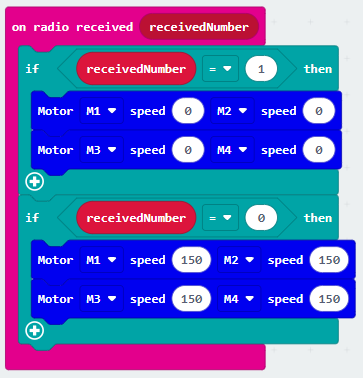 on radio received receivedNumber
if receivedNumber = 1 then
Motor M1 speed 0 M2 speed 0
Motor M3 speed 0 M4 speed 0
if receivedNumber = 0 then
Motor M1 speed 150 M2 speed 150
Motor M3 speed 150 M4 speed 150